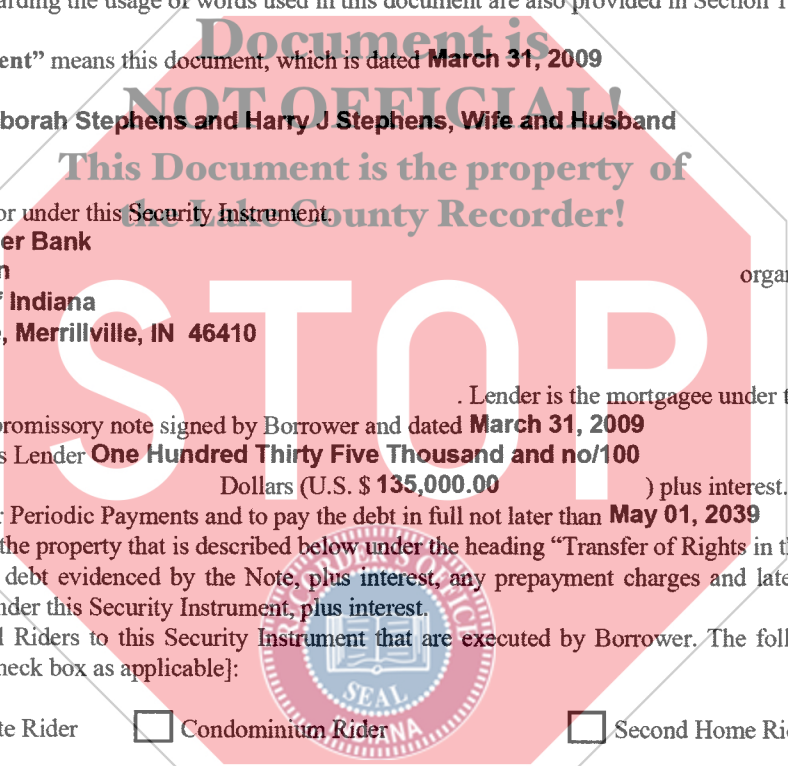 arding the usage of words used in this document are also provided in Section 1
Document is
ent” means this document, which is dated March 31, 2009
NOT OFFICIAL!
borah Stephens and Harry J Stephens, Wife and Husband
This Document is the property of
or under this Security Instrument.
the Lake County Recorder!
er Bank
n
organ
f Indiana
, Merrillville, IN 46410
STOP
. Lender is the mortgagee under t
promissory note signed by Borrower and dated March 31, 2009
s Lender One Hundred Thirty Five Thousand and no/100
Dollars (U.S. $ 135,000.00 ) plus interest.
r Periodic Payments and to pay the debt in full not later than May 01, 2039
the property that is described below under the heading “Transfer of Rights in th
debt evidenced by the Note, plus interest, any prepayment charges and late
nder this Security Instrument, plus interest.
l Riders to this Security Instrument that are executed by Borrower. The foll
heck box as applicable]:
te Rider Condominium Rider Second Home Ri
RECORDER'S OFFICE
SEAL
INDIANA